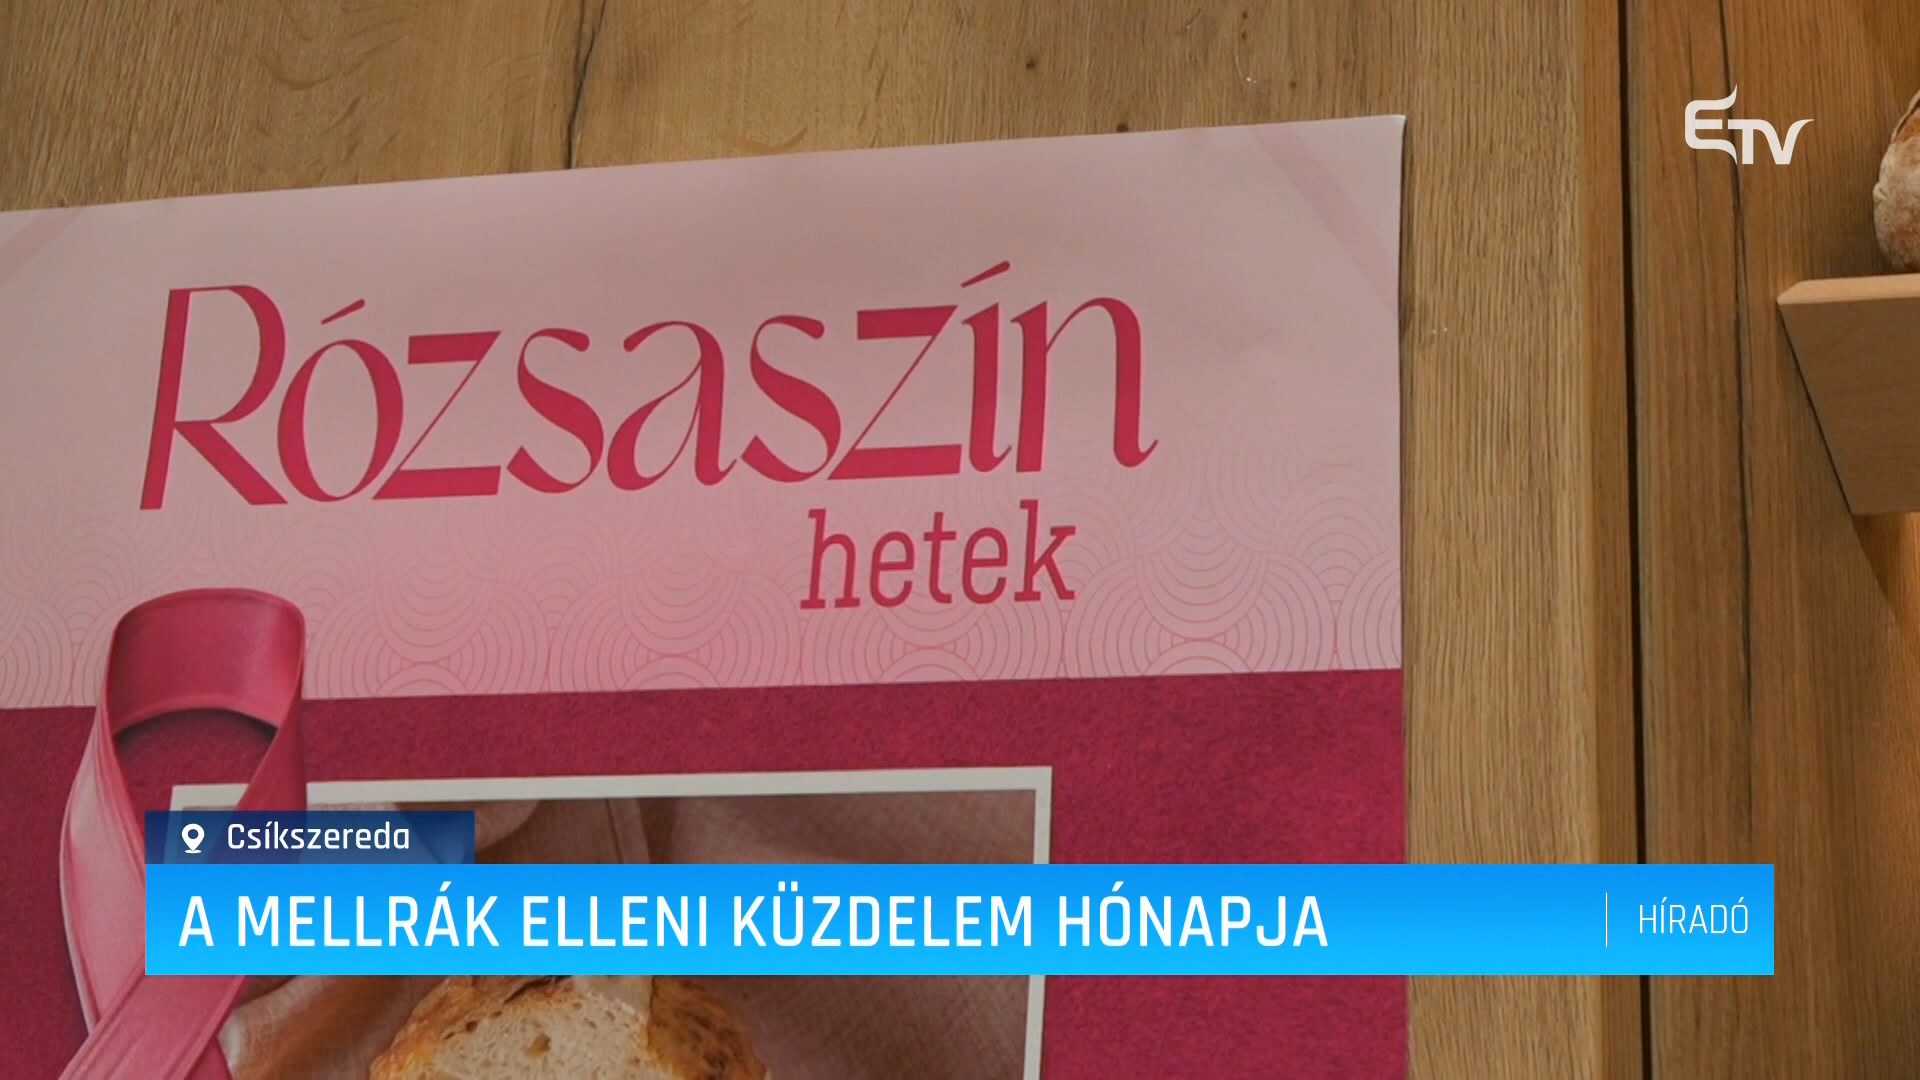 ETV
Rózsaszín
hetek
Csíkszereda
A MELLRÁK ELLENI KÜZDELEM HÓNAPJA
HÍRADÓ